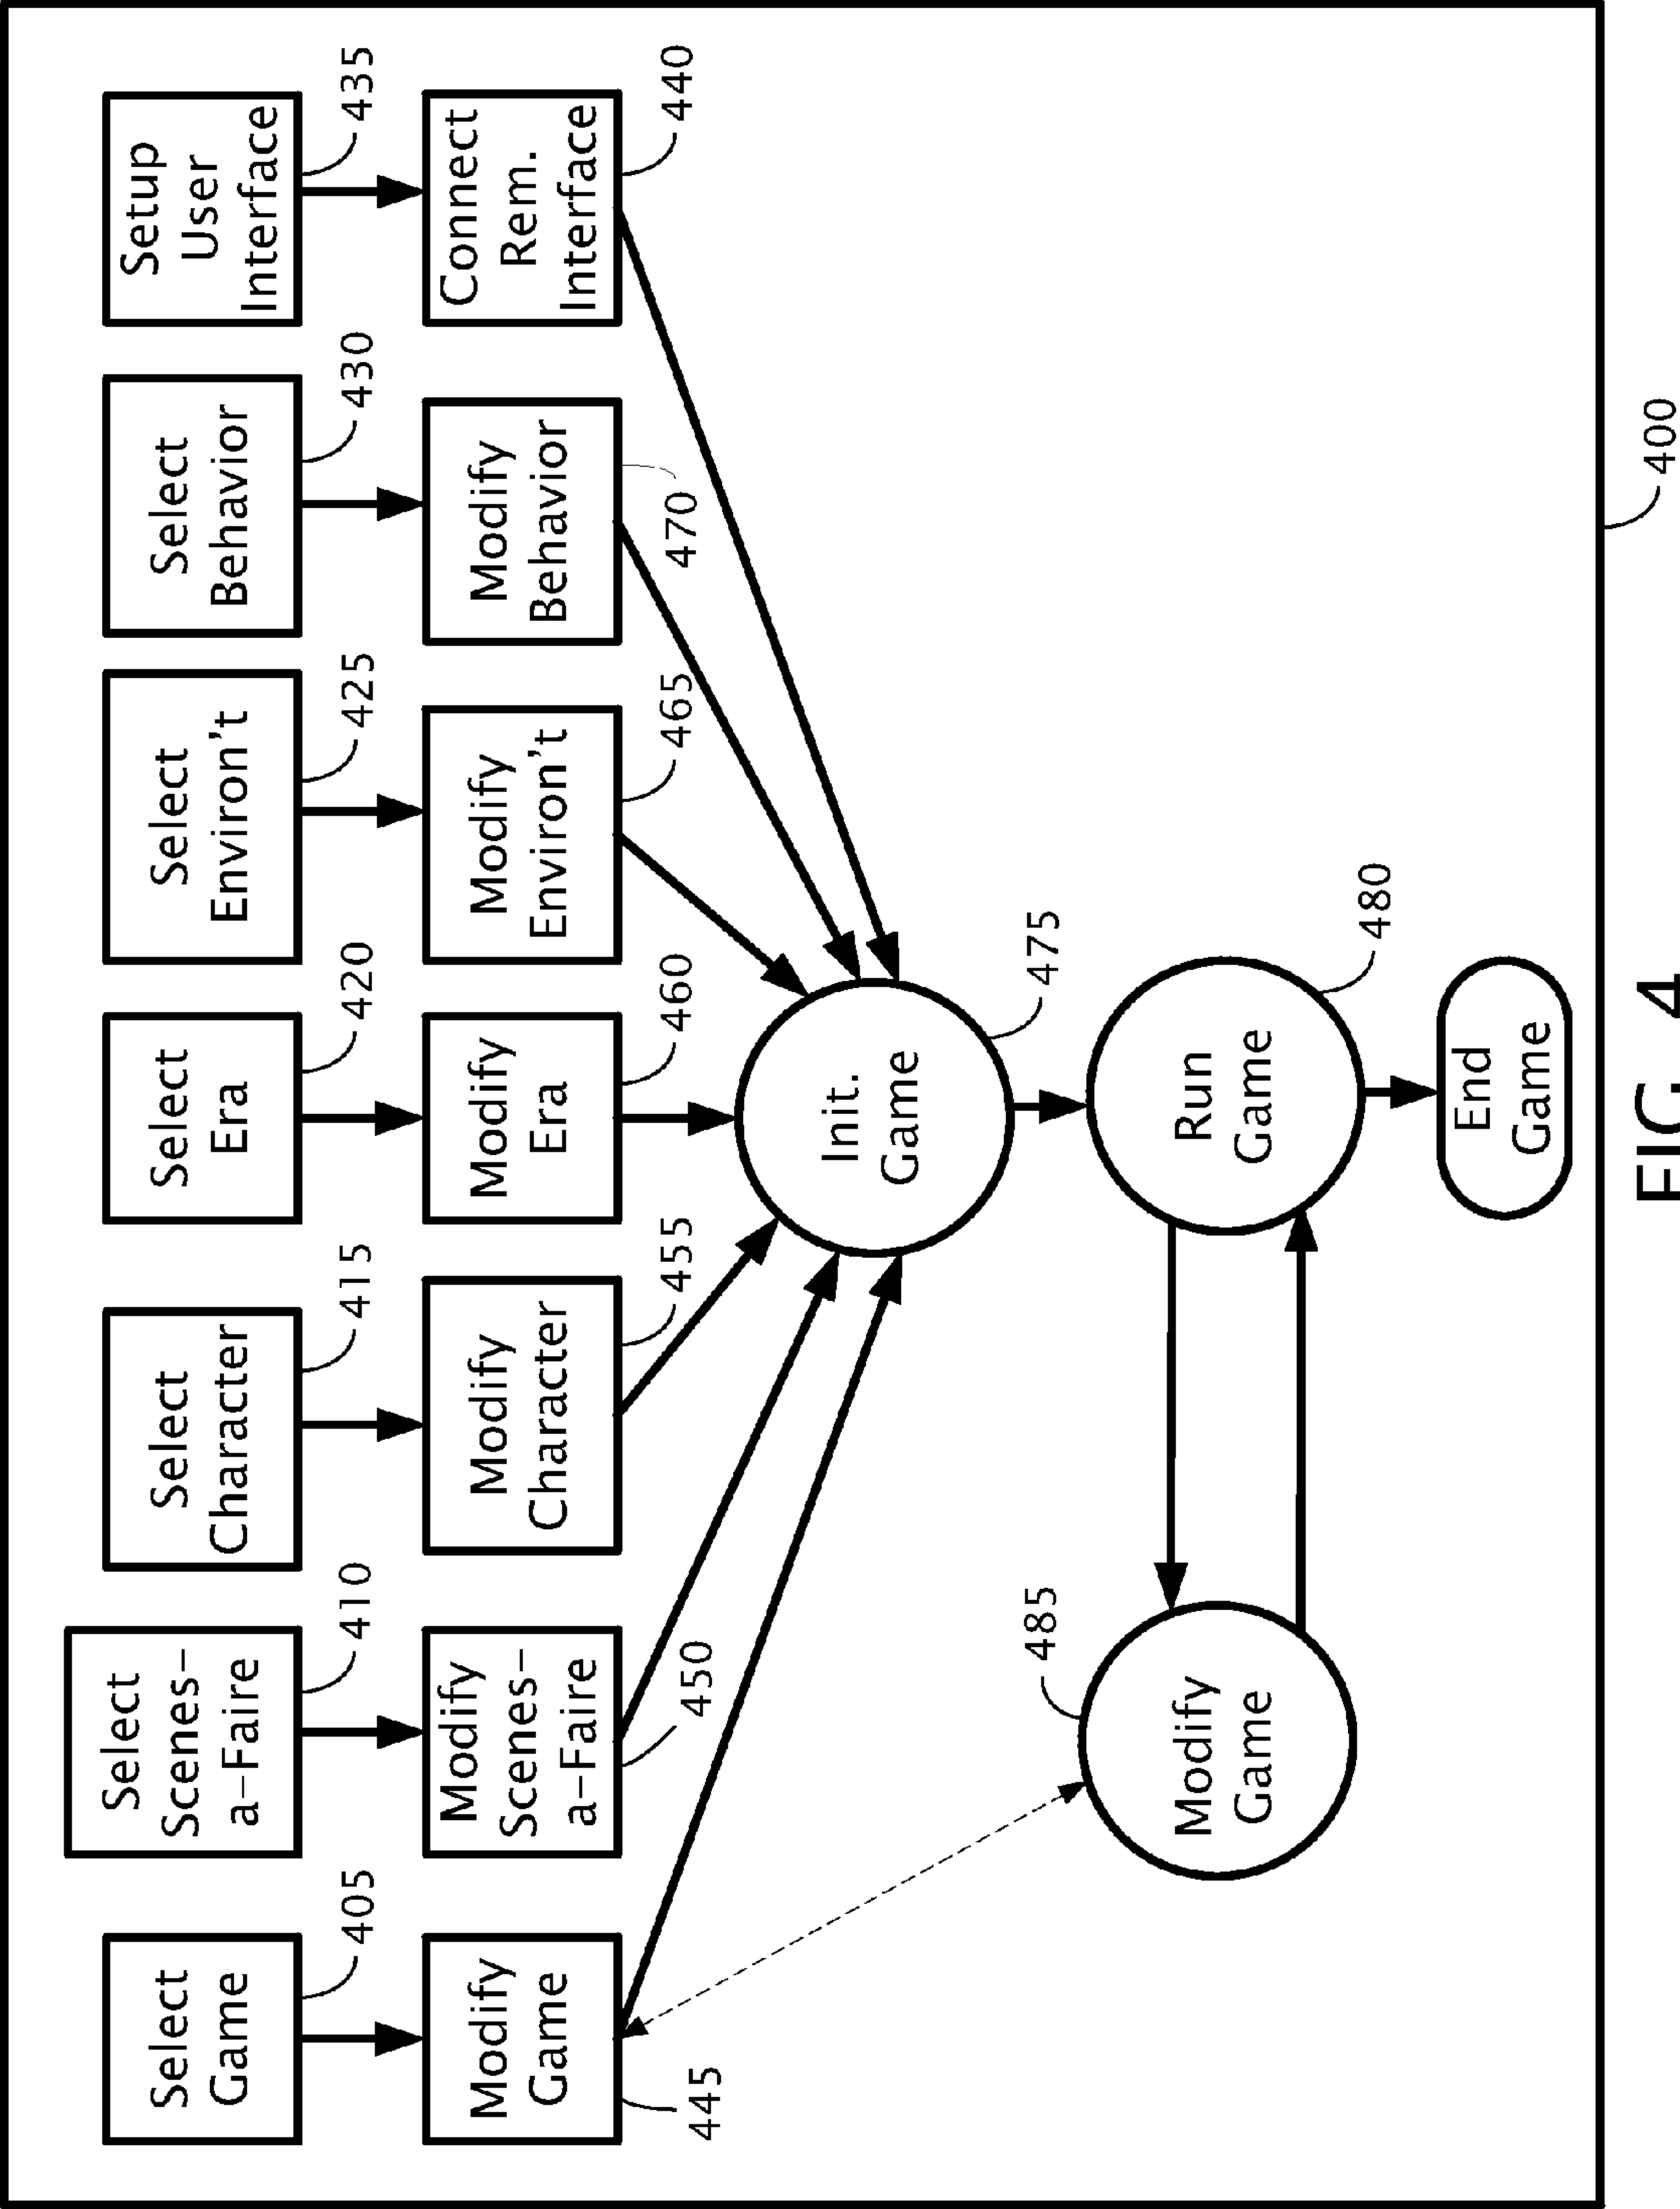 Select
Game
405
Select
Scenes-
a-Faire
410
Select
Character
415
Select
Era
420
Select
Environ't
425
Select
Behavior
430
Setup
User
Interface
435
Modify
Game
445
Modify
Scenes-
a-Faire
450
Modify
Character
455
Modify
Era
460
Modify
Environ't
465
Modify
Behavior
470
Connect
Rem.
Interface
440
Init.
Game
475
Modify
Game
485
Run
Game
480
End
Game
400
FIG. 4